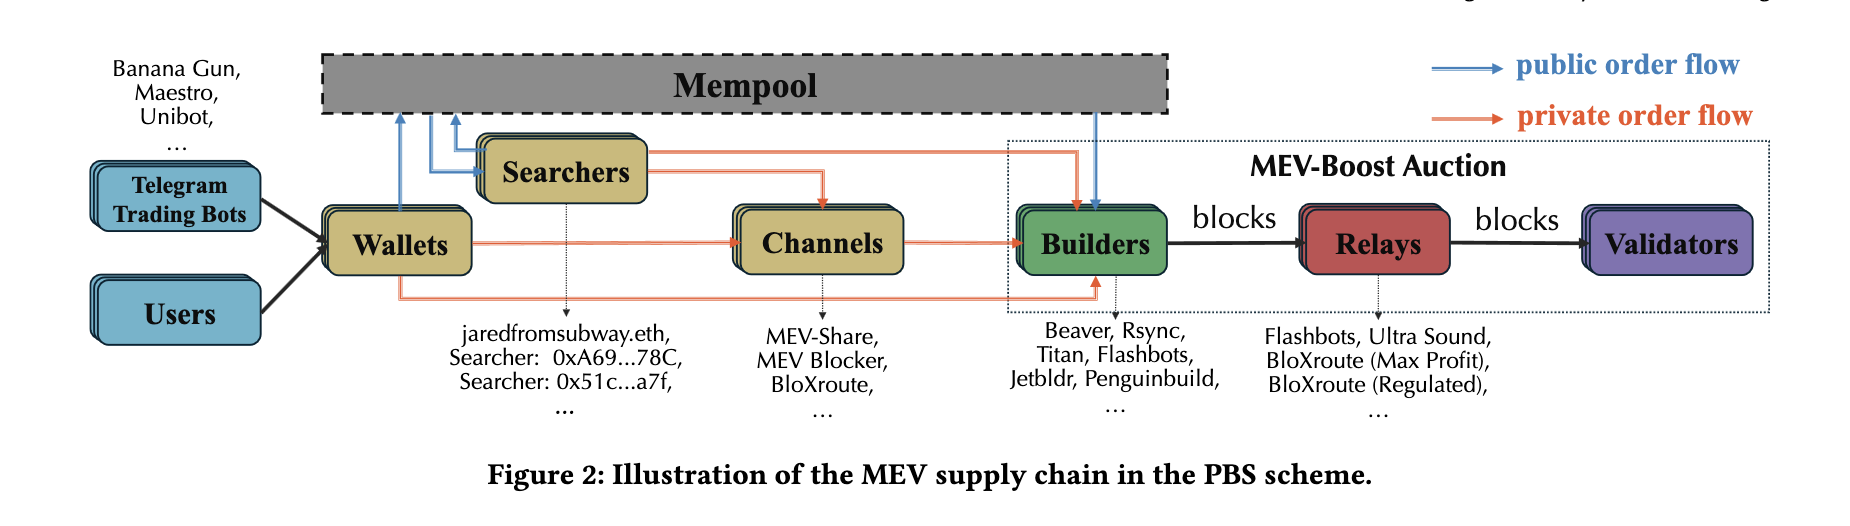 Banana Gun,
Maestro,
Unibot,
...
Telegram
Trading Bots
Users
Mempool
public order flow
private order flow
Searchers
Wallets
Channels
MEV-Boost Auction
Builders
blocks
Relays
blocks
Validators
jaredfromsubway.eth,
Searcher: 0xA69...78C,
Searcher: 0x51c...a7f,
...
MEV-Share,
MEV Blocker,
BloXroute,
...
Beaver, Rsync,
Titan, Flashbots,
Jetbldr, Penguinbuild,
...
Flashbots, Ultra Sound,
BloXroute (Max Profit),
BloXroute (Regulated),
...
Figure 2: Illustration of the MEV supply chain in the PBS scheme.